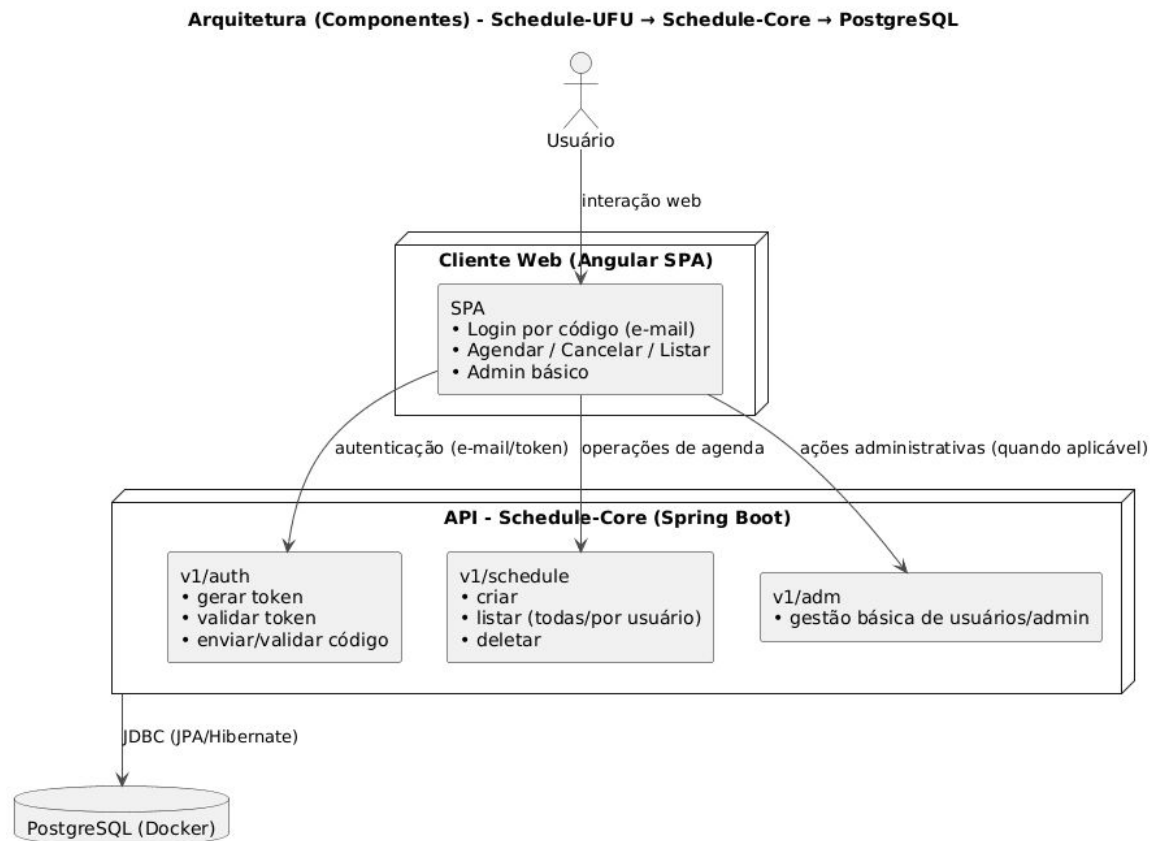 Arquitetura (Componentes) - Schedule-UFU → Schedule-Core → PostgreSQL
Usuário
interação web
Cliente Web (Angular SPA)
SPA
• Login por código (e-mail)
• Agendar / Cancelar / Listar
• Admin básico
autenticação (e-mail/token)
operações de agenda
ações administrativas (quando aplicável)
API - Schedule-Core (Spring Boot)
v1/auth
• gerar token
• validar token
• enviar/validar código
v1/schedule
• criar
• listar (todas/por usuário)
• deletar
v1/adm
• gestão básica de usuários/admin
JDBC (JPA/Hibernate)
PostgreSQL (Docker)